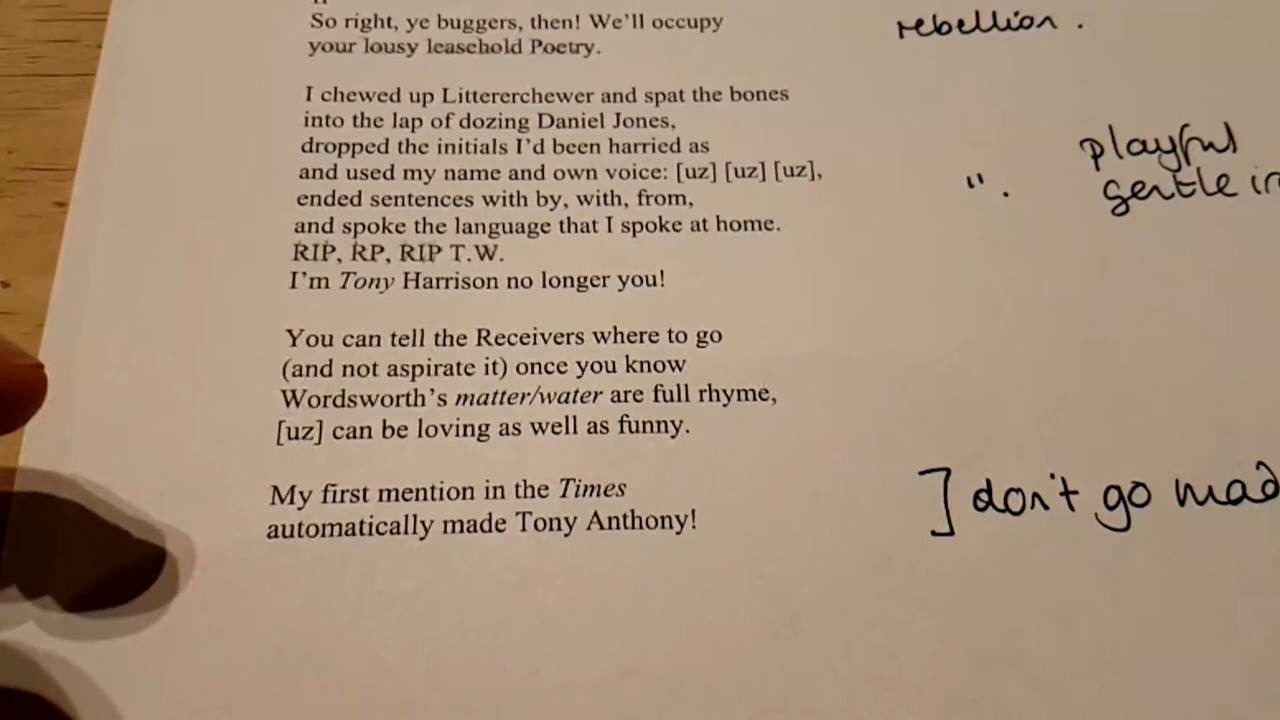 II
So right, ye buggers, then! We'll occupy
your lousy leasehold Poetry.
rebellion.
I chewed up Littererchewer and spat the bones
into the lap of dozing Daniel Jones,
dropped the initials I'd been harried as
and used my name and own voice: [uz] [uz] [uz],
ended sentences with by, with, from,
and spoke the language that I spoke at home.
RIP, RP, RIP T.W.
I'm Tony Harrison no longer you!
playful
" . gentle
You can tell the Receivers where to go
(and not aspirate it) once you know
Wordsworth's matter/water are full rhyme,
[uz] can be loving as well as funny.
My first mention in the Times
automatically made Tony Anthony!
] don't go mad